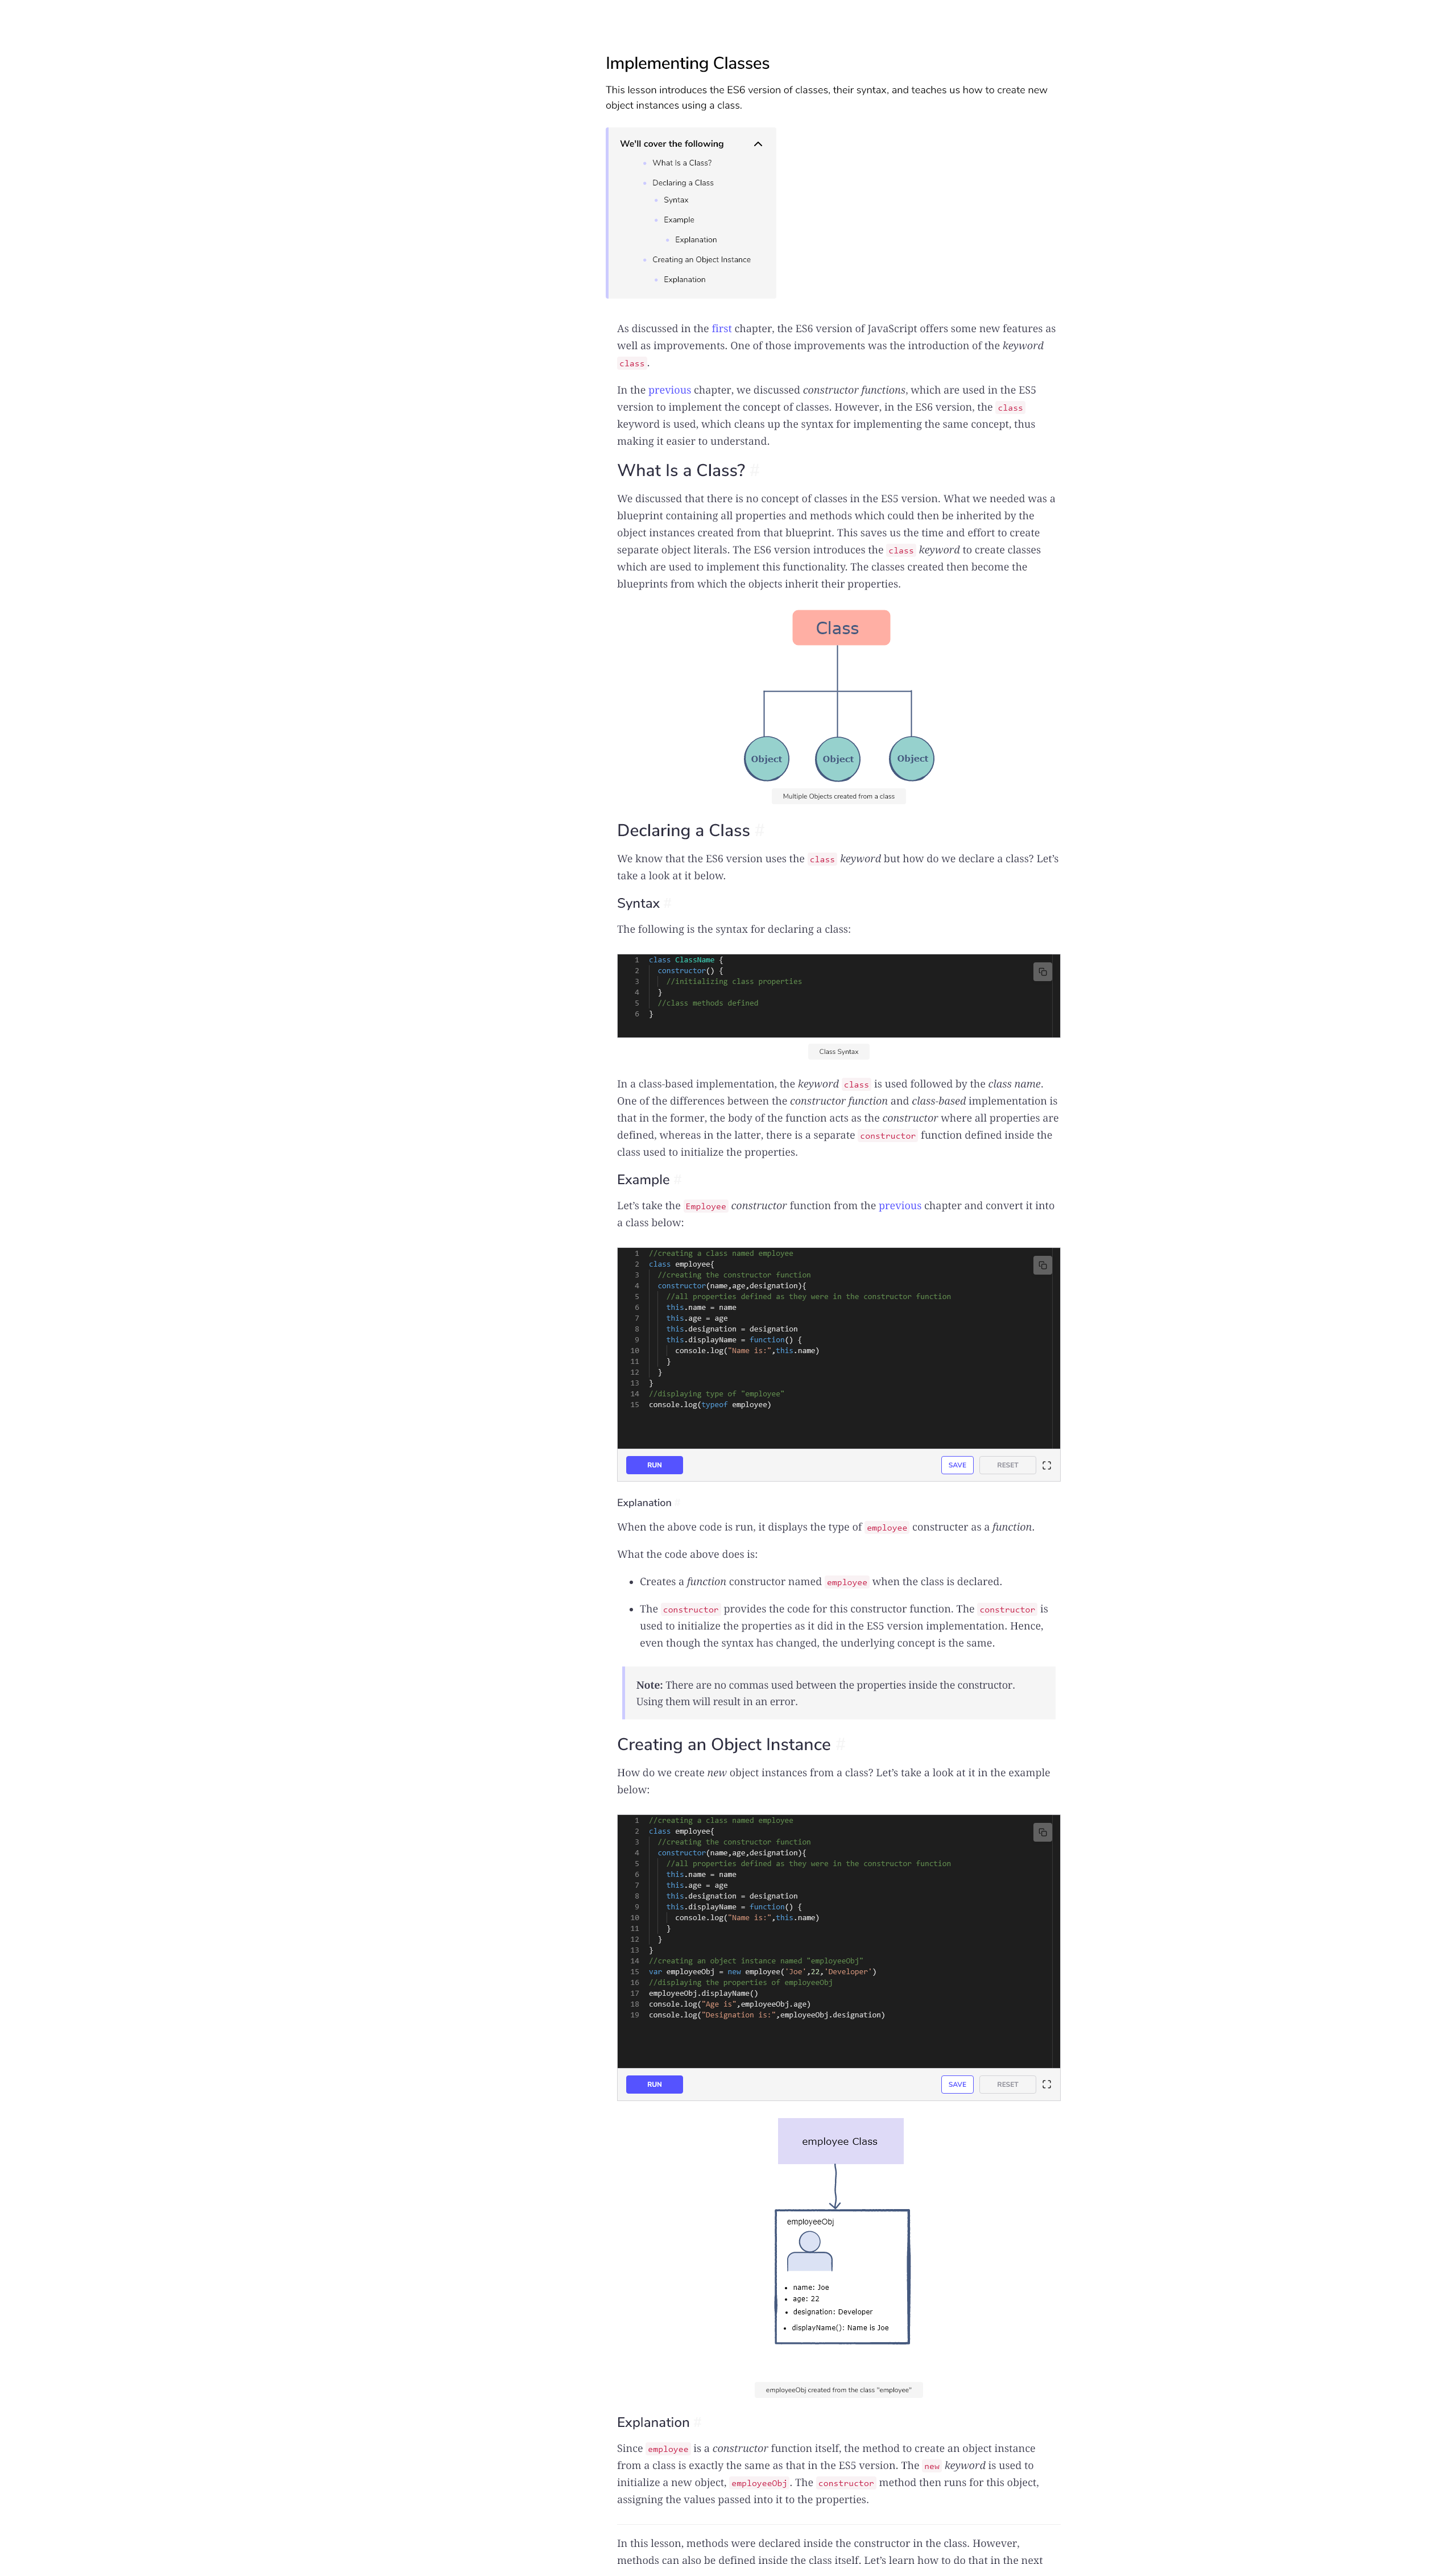 Implementing Classes
This lesson introduces the ES6 version of classes, their syntax, and teaches us how to create new
object instances using a class.
We'll cover the following
What Is a Class?
Declaring a Class
Syntax
Example
Explanation
Creating an Object Instance
Explanation
As discussed in the first chapter, the ES6 version of JavaScript offers some new features as
well as improvements. One of those improvements was the introduction of the keyword
class.
In the previous chapter, we discussed constructor functions, which are used in the ES5
version to implement the concept of classes. However, in the ES6 version, the class
keyword is used, which cleans up the syntax for implementing the same concept, thus
making it easier to understand.
What Is a Class? #
We discussed that there is no concept of classes in the ES5 version. What we needed was a
blueprint containing all properties and methods which could then be inherited by the
object instances created from that blueprint. This saves us the time and effort to create
separate object literals. The ES6 version introduces the class keyword to create classes
which are used to implement this functionality. The classes created then become the
blueprints from which the objects inherit their properties.
Class
Object Object Object
Multiple Objects created from a class
Declaring a Class #
We know that the ES6 version uses the class keyword but how do we declare a class? Let’s
take a look at it below.
Syntax #
The following is the syntax for declaring a class:
1 class ClassName {
2 constructor() {
3 //initializing class properties
4 }
5 //class methods defined
6 }
Class Syntax
In a class-based implementation, the keyword class is used followed by the class name.
One of the differences between the constructor function and class-based implementation is
that in the former, the body of the function acts as the constructor where all properties are
defined, whereas in the latter, there is a separate constructor function defined inside the
class used to initialize the properties.
Example #
Let’s take the Employee constructor function from the previous chapter and convert it into
a class below:
1 //creating a class named employee
2 class employee{
3 //creating the constructor function
4 constructor(name,age,designation){
5 //all properties defined as they were in the constructor function
6 this.name = name
7 this.age = age
8 this.designation = designation
9 this.displayName = function() {
10 console.log("Name is:",this.name)
11 }
12 }
13 }
14 //displaying type of "employee"
15 console.log(typeof employee)
RUN SAVE RESET
Explanation #
When the above code is run, it displays the type of employee constructer as a function.
What the code above does is:
• Creates a function constructor named employee when the class is declared.
• The constructor provides the code for this constructor function. The constructor is
used to initialize the properties as it did in the ES5 version implementation. Hence,
even though the syntax has changed, the underlying concept is the same.
Note: There are no commas used between the properties inside the constructor.
Using them will result in an error.
Creating an Object Instance #
How do we create new object instances from a class? Let’s take a look at it in the example
below:
1 //creating a class named employee
2 class employee{
3 //creating the constructor function
4 constructor(name,age,designation){
5 //all properties defined as they were in the constructor function
6 this.name = name
7 this.age = age
8 this.designation = designation
9 this.displayName = function() {
10 console.log("Name is:",this.name)
11 }
12 }
13 }
14 //creating an object instance named "employeeObj"
15 var employeeObj = new employee('Joe',22,'Developer')
16 //displaying the properties of employeeObj
17 employeeObj.displayName()
18 console.log("Age is",employeeObj.age)
19 console.log("Designation is:",employeeObj.designation)
RUN SAVE RESET
employee Class
employeeObj
• name: Joe
• age: 22
• designation: Developer
• displayName(): Name is Joe
employeeObj created from the class "employee"
Explanation #
Since employee is a constructor function itself, the method to create an object instance
from a class is exactly the same as that in the ES5 version. The new keyword is used to
initialize a new object, employeeObj. The constructor method then runs for this object,
assigning the values passed into it to the properties.
In this lesson, methods were declared inside the constructor in the class. However,
methods can also be defined inside the class itself. Let’s learn how to do that in the next